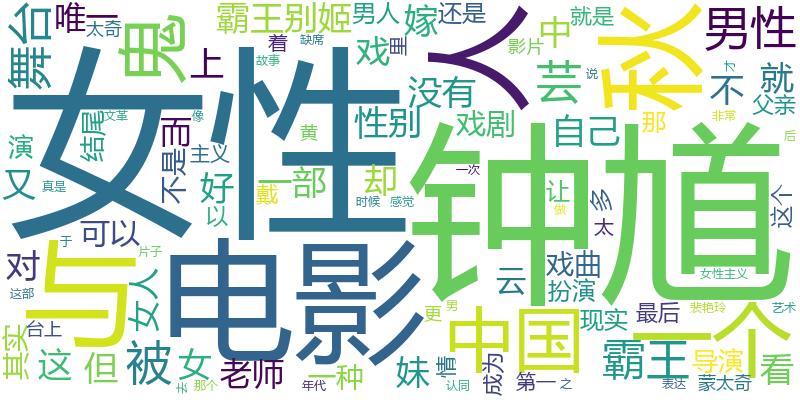 舞台 唯一 太奇 鬼 上 霸王别姬 男人 嫁 还是 就是 人 秋 男性
故事 着 缺席 戏 里 影片 中 芸 不 就
女性 没有 性别 戏剧 自己 那 父亲 才 非常 后
演 结尾 文革 而 像 黄 说
又 真是 不是 主义 好 一部 却 一次 钟馗 这个
戴 以 时候 感觉 让 做 多 太
对 可以 于 与 女人 片子 电影 云 戏曲 扮演 女性主义
这部 更 男 中国 现实 最后 裴艳玲 艺术 一个
其实 台上 这 但 被 女 去 那个 老师 年代 一种 妹 认同 情 成为 第一 之 霸王 表达 导演 蒙太奇 看